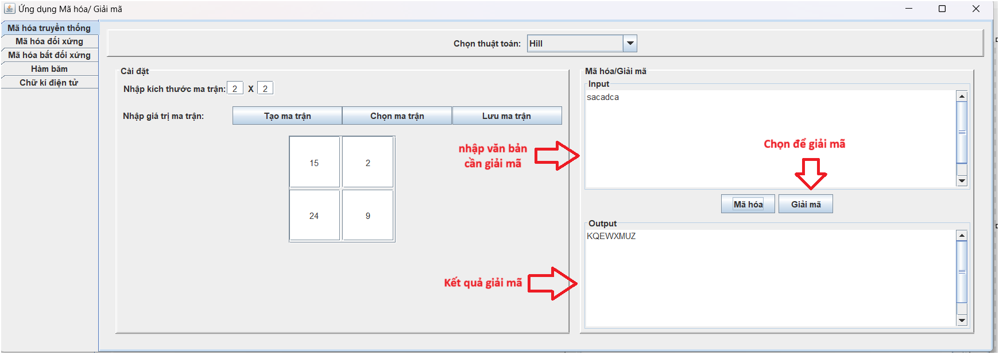 Ứng dụng Mã hóa/ Giải mã
Mã hóa truyền thống
Mã hóa đối xứng
Mã hóa bất đối xứng
Hàm băm
Chữ kí điện tử
Chọn thuật toán: Hill
Cài đặt
Nhập kích thước ma trận: 2 X 2
Nhập giá trị ma trận: Tạo ma trận Chọn ma trận Lưu ma trận
15 2
24 9
Mã hóa/Giải mã
Input
sacadca
nhập văn bản
cần giải mã
Chọn để giải mã
Mã hóa Giải mã
Output
KQEWXMUZ
Kết quả giải mã